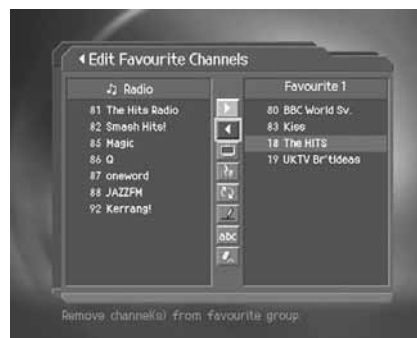 Edit Favourite Channels
Radio
81 The Hits Radio
82 Smash Hits!
85 Magic
86 Q
87 oneword
88 JAZZFM
92 Kerrang!
abc
Favourite 1
80 BBC World Sv.
83 Kiss
18 The HITS
19 UKTV Br'tIdeas
Remove channel(s) from favourite group